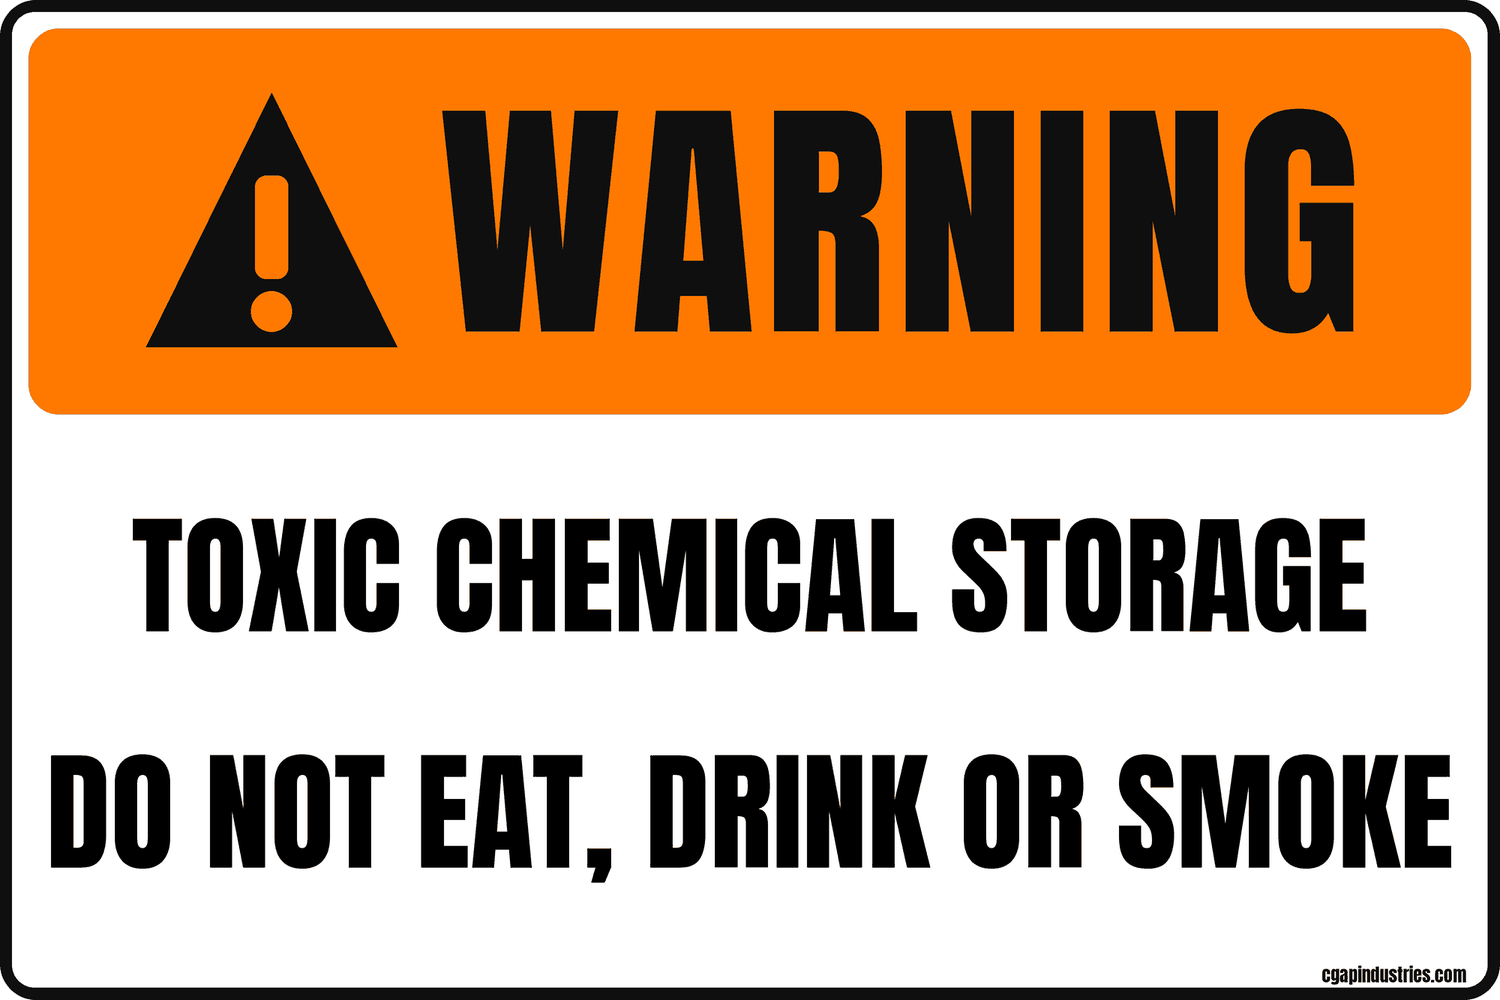 WARNING
TOXIC CHEMICAL STORAGE
DO NOT EAT, DRINK OR SMOKE
cgapindustries.com